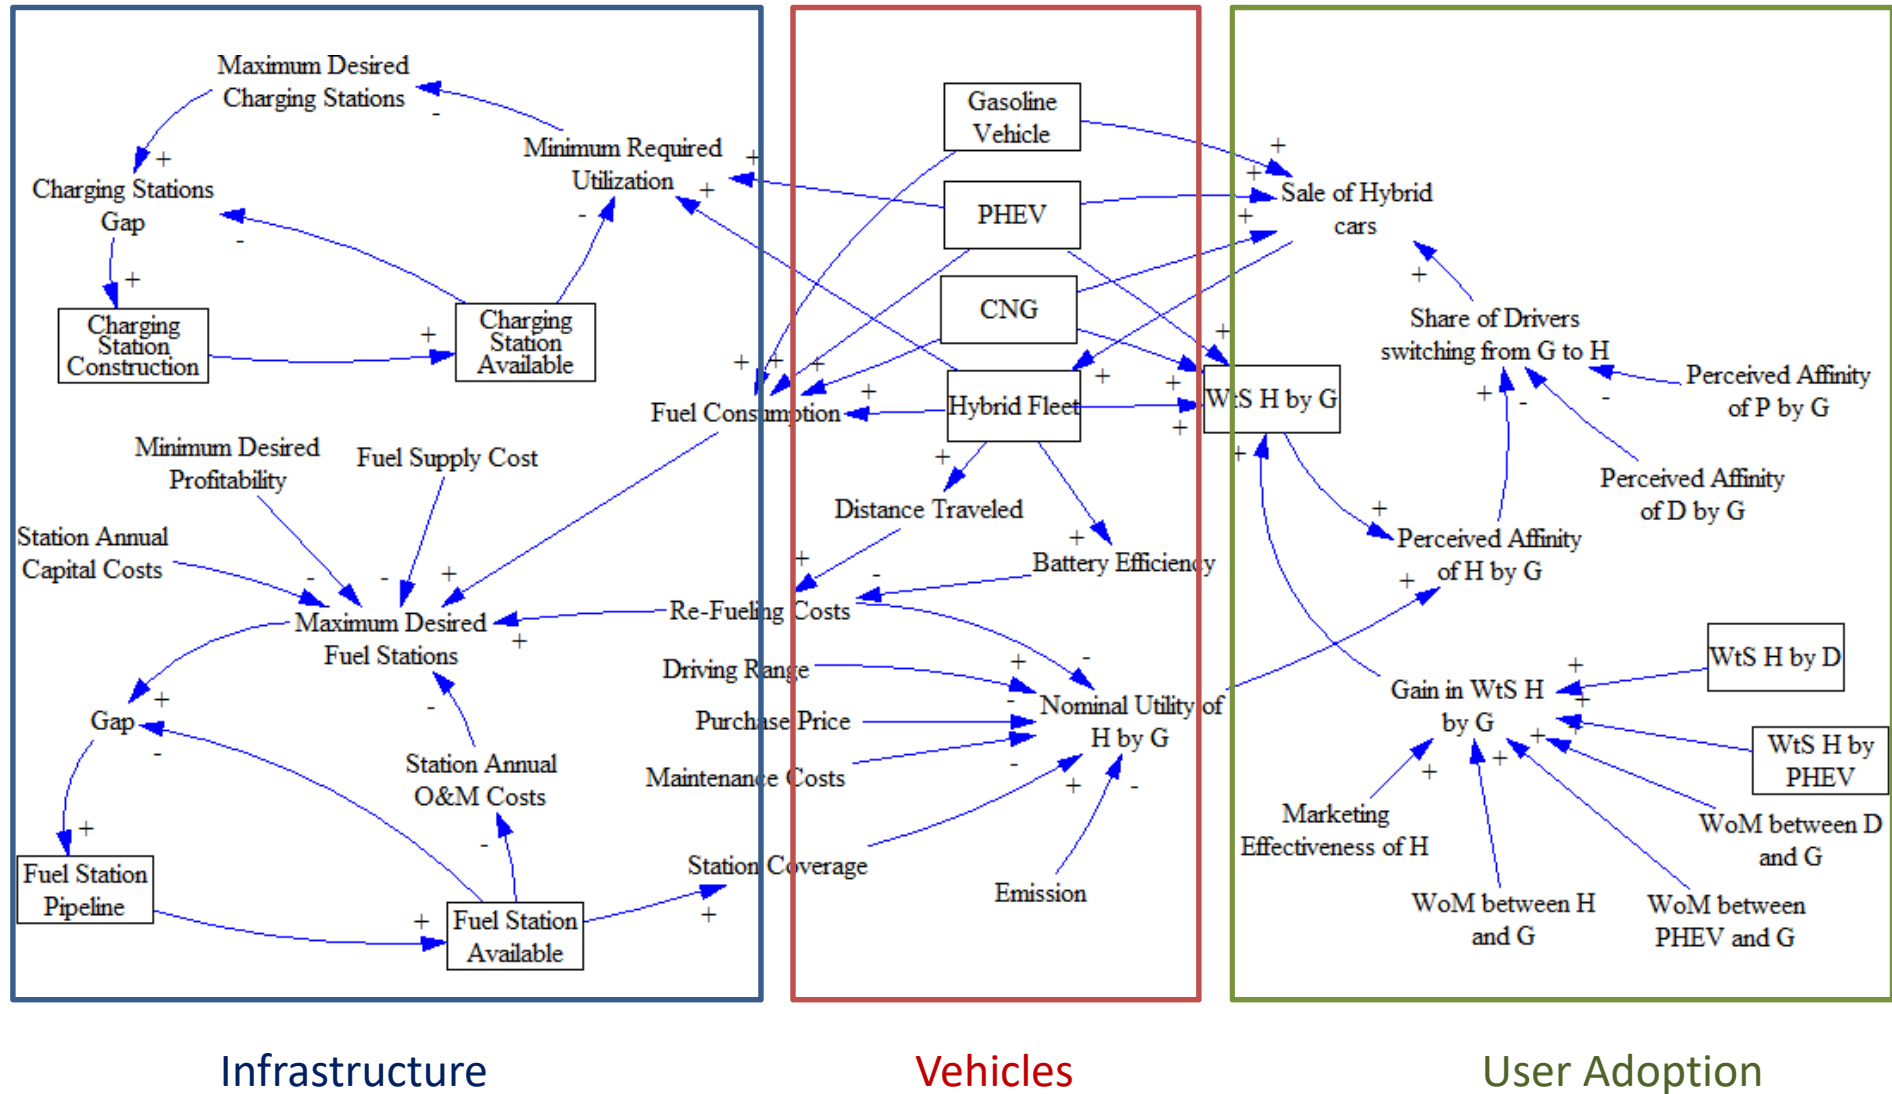 Maximum Desired
Charging Stations
-
Minimum Required
Utilization
+
+
-
+
Charging Stations
Gap
-
+
Charging
Station
Construction
+
Charging
Station
Available
Gasoline
Vehicle
PHEV
CNG
Hybrid Fleet
+
+
+
Sale of Hybrid
cars
+
Share of Drivers
switching from G to H
+
-
-
Perceived Affinity
of P by G
Perceived Affinity
of D by G
+
+
+
+
+
+
+
+
WtS H by G
+
+
Perceived Affinity
of H by G
+
Fuel Consumption
Minimum Desired
Profitability
Fuel Supply Cost
Station Annual
Capital Costs
-
-
+
+
Distance Traveled
+
Battery Efficiency
+
-
Maximum Desired
Fuel Stations
+
Re-Fueling Costs
Driving Range
Purchase Price
Maintenance Costs
+
-
-
-
+
-
Nominal Utility of
H by G
Gap
+
-
-
Station Annual
O&M Costs
-
+
Fuel Station
Pipeline
+
Fuel Station
Available
+
Station Coverage
Emission
Gain in WtS H
by G
+
+
+
+
+
+
WtS H by D
WtS H by
PHEV
Marketing
Effectiveness of H
WoM between D
and G
WoM between H
and G
WoM between
PHEV and G
Infrastructure
Vehicles
User Adoption